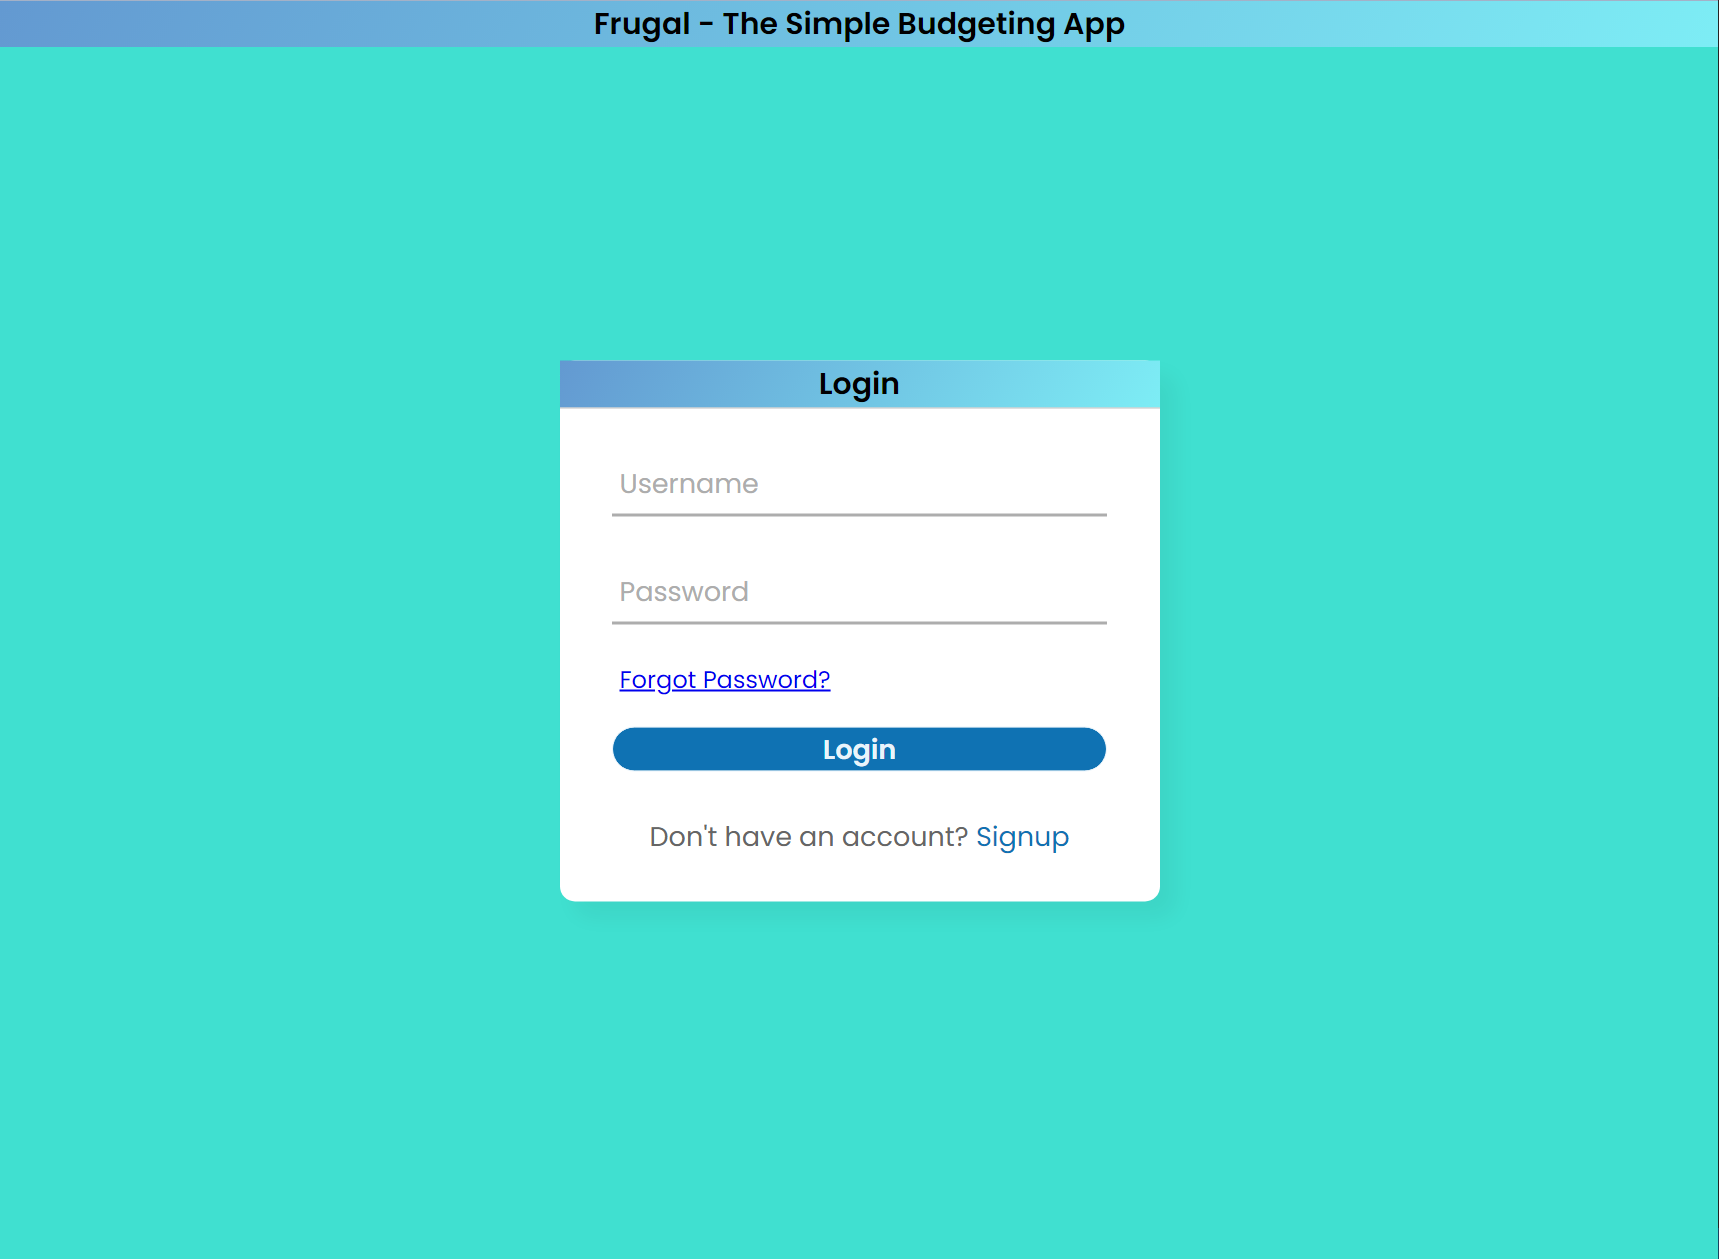 Frugal - The Simple Budgeting App
Login
Username
Password
Forgot Password?
Login
Don't have an account? Signup